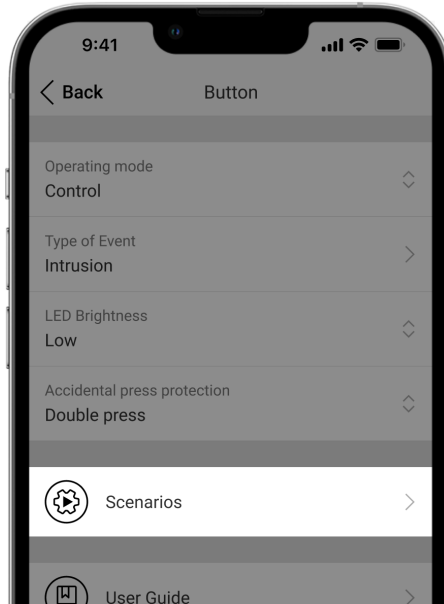 9:41
Back
Button
Operating mode
Control
Type of Event
Intrusion
LED Brightness
Low
Accidental press protection
Double press
Scenarios
User Guide